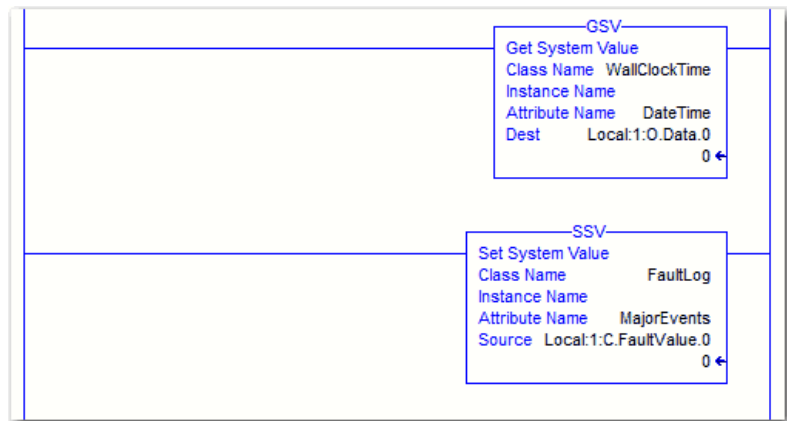 GSV
Get System Value
Class Name WallClockTime
Instance Name
Attribute Name DateTime
Dest Local:1:O.Data.0
0
SSV
Set System Value
Class Name FaultLog
Instance Name
Attribute Name MajorEvents
Source Local:1:C.FaultValue.0
0